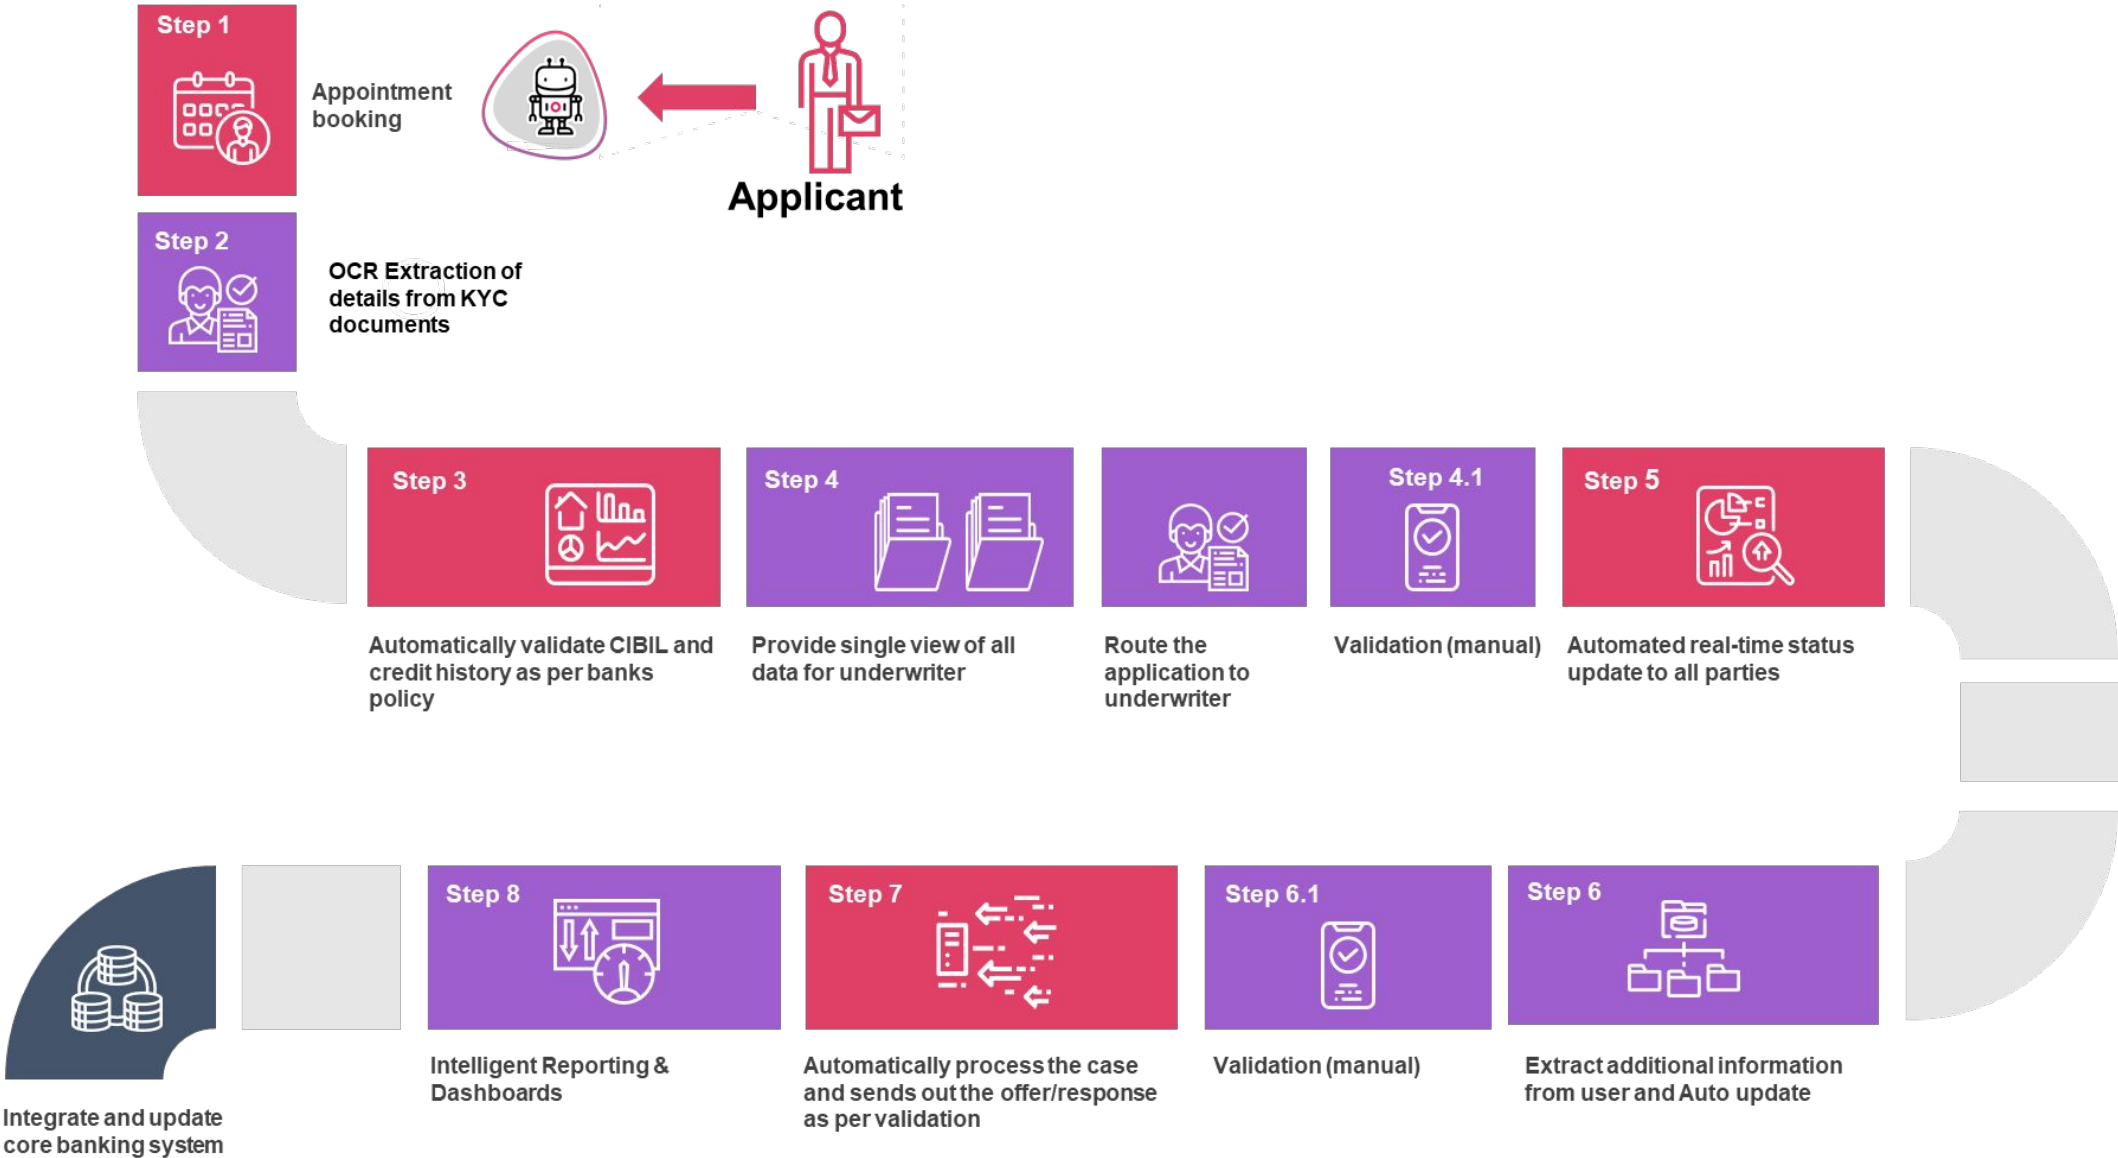 Step 1
Appointment
booking
Applicant
Step 2
OCR Extraction of
details from KYC
documents
Step 3
Automatically validate CIBIL and
credit history as per banks
policy
Step 4
Provide single view of all
data for underwriter
Route the
application to
underwriter
Step 4.1
Validation (manual)
Step 5
Automated real-time status
update to all parties
Step 6
Extract additional information
from user and Auto update
Step 6.1
Validation (manual)
Step 7
Automatically process the case
and sends out the offer/response
as per validation
Step 8
Intelligent Reporting &
Dashboards
Integrate and update
core banking system